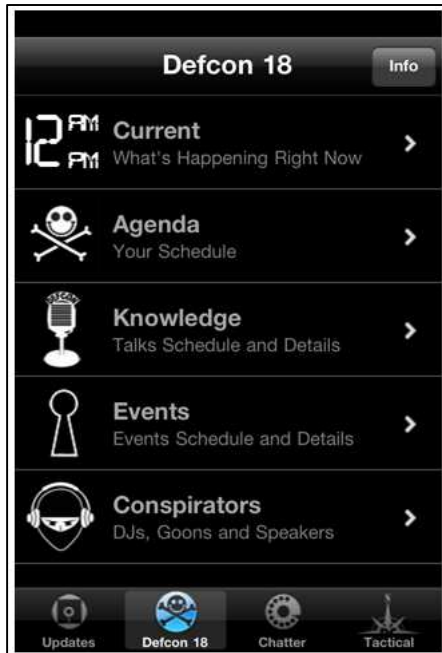 Defcon 18
Info
12 AM
PM
Current
What's Happening Right Now
Agenda
Your Schedule
Knowledge
Talks Schedule and Details
Events
Events Schedule and Details
Conspirators
DJs, Goons and Speakers
Updates
Defcon 18
Chatter
Tactical